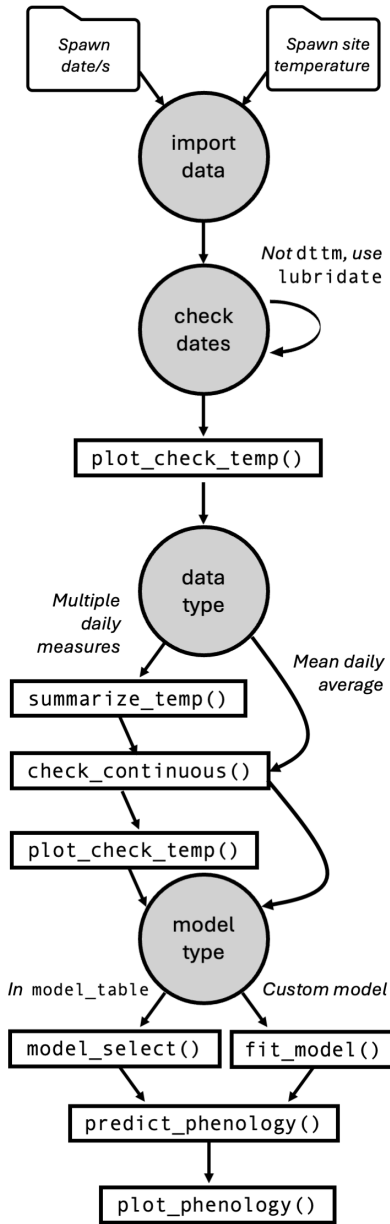 Spawn
date/s
Spawn site
temperature
import
data
Not dttm, use
lubridate
check
dates
plot_check_temp()
data
type
Multiple
daily
measures
Mean daily
average
summarize_temp()
check_continuous()
plot_check_temp()
model
type
In model_table
Custom model
model_select()
fit_model()
predict_phenology()
plot_phenology()